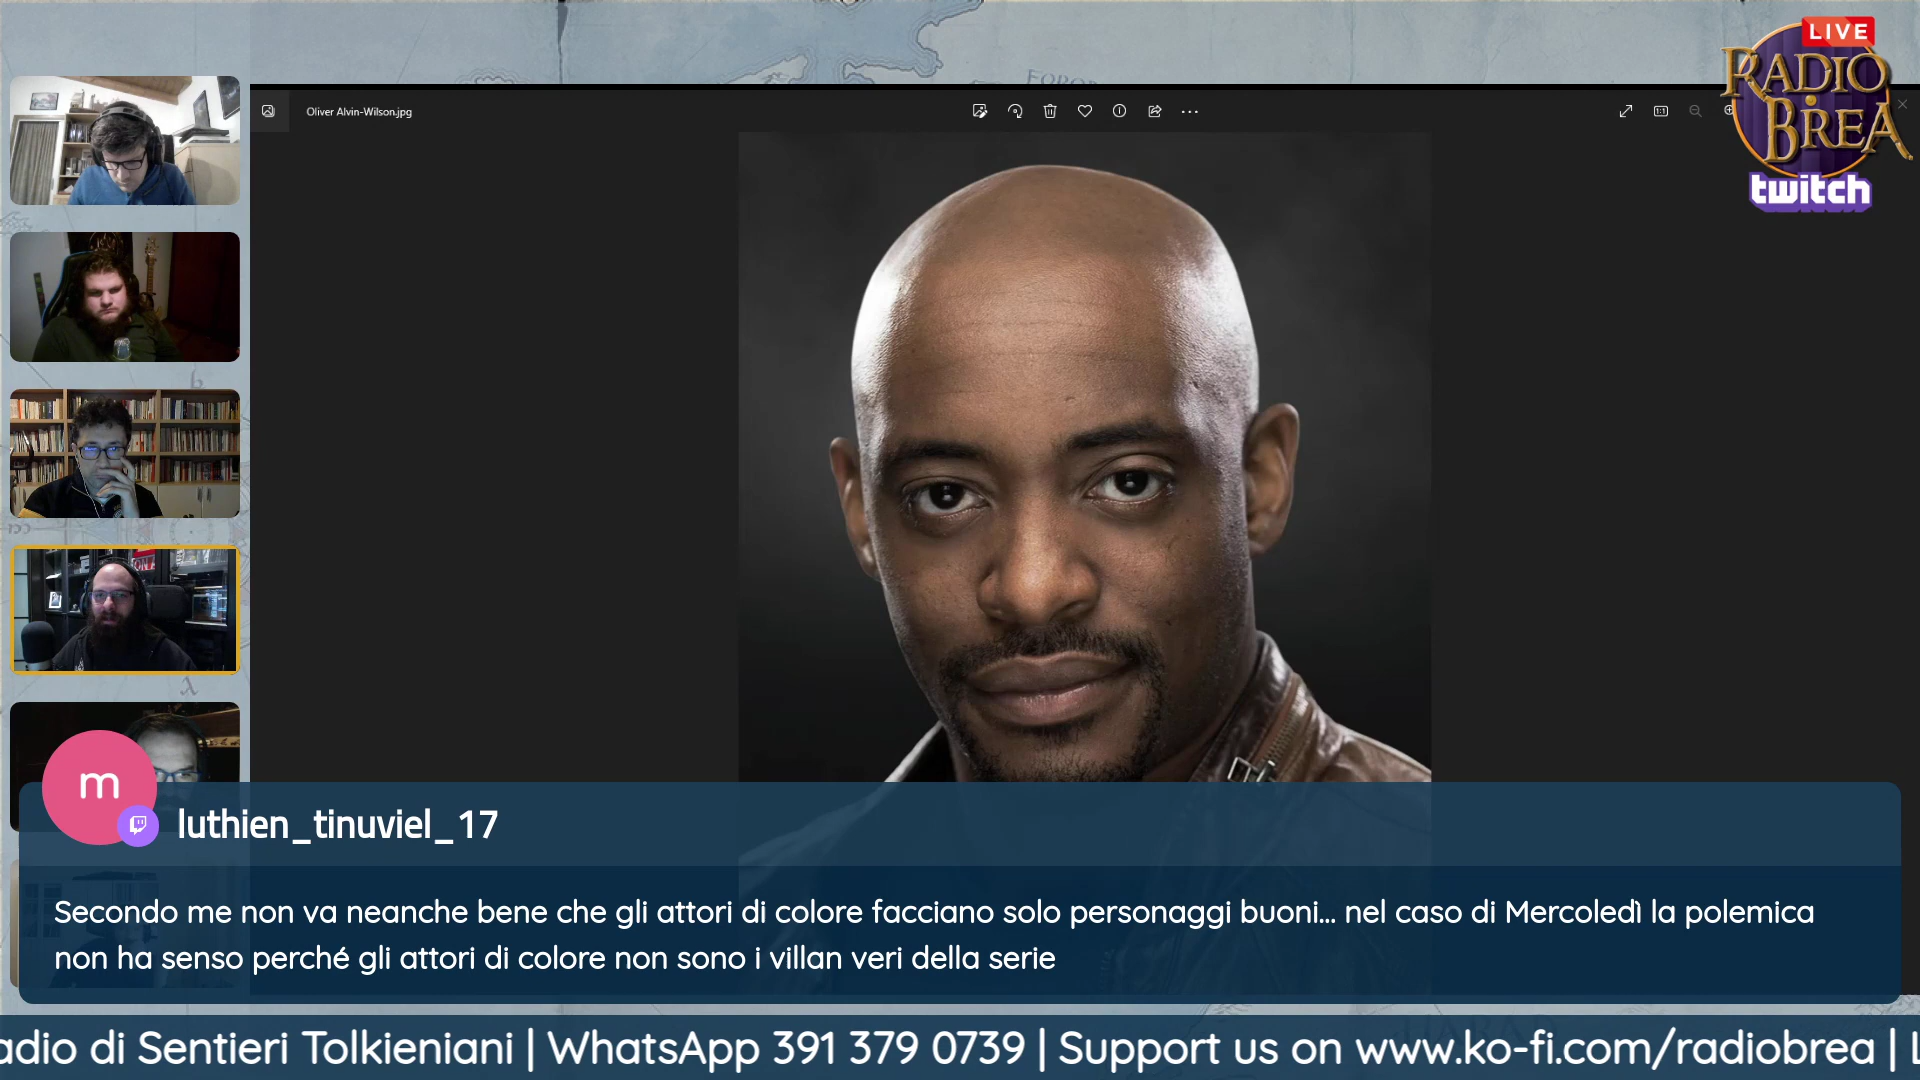 LIVE
RADIO
BREA
twitch
Oliver Alvin-Wilson.jpg
m
luthien_tinuviel_17
Secondo me non va neanche bene che gli attori di colore facciano solo personaggi buoni... nel caso di Mercoledì la polemica
non ha senso perché gli attori di colore non sono i villan veri della serie
adio di Sentieri Tolkieniani | WhatsApp 391 379 0739 | Support us on www.ko-fi.com/radiobrea | L